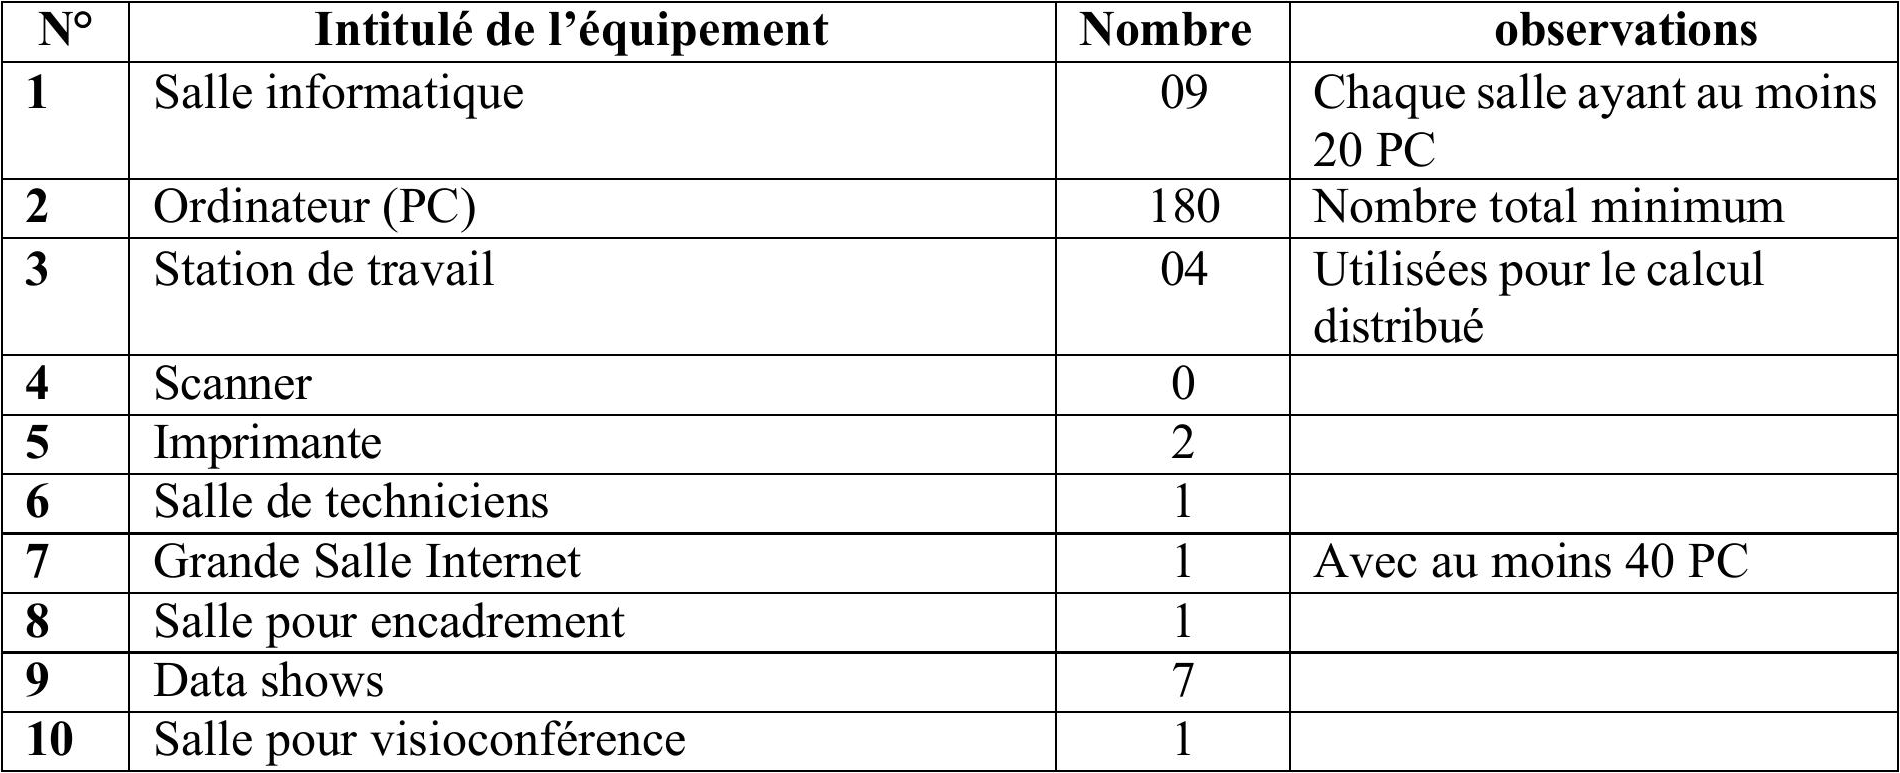 N° Intitulé de l’équipement Nombre observations
1 Salle informatique 09 Chaque salle ayant au moins
20 PC
2 Ordinateur (PC) 180 Nombre total minimum
3 Station de travail 04 Utilisées pour le calcul
distribué
4 Scanner 0
5 Imprimante 2
6 Salle de techniciens 1
7 Grande Salle Internet 1 Avec au moins 40 PC
8 Salle pour encadrement 1
9 Data shows 7
10 Salle pour visioconférence 1